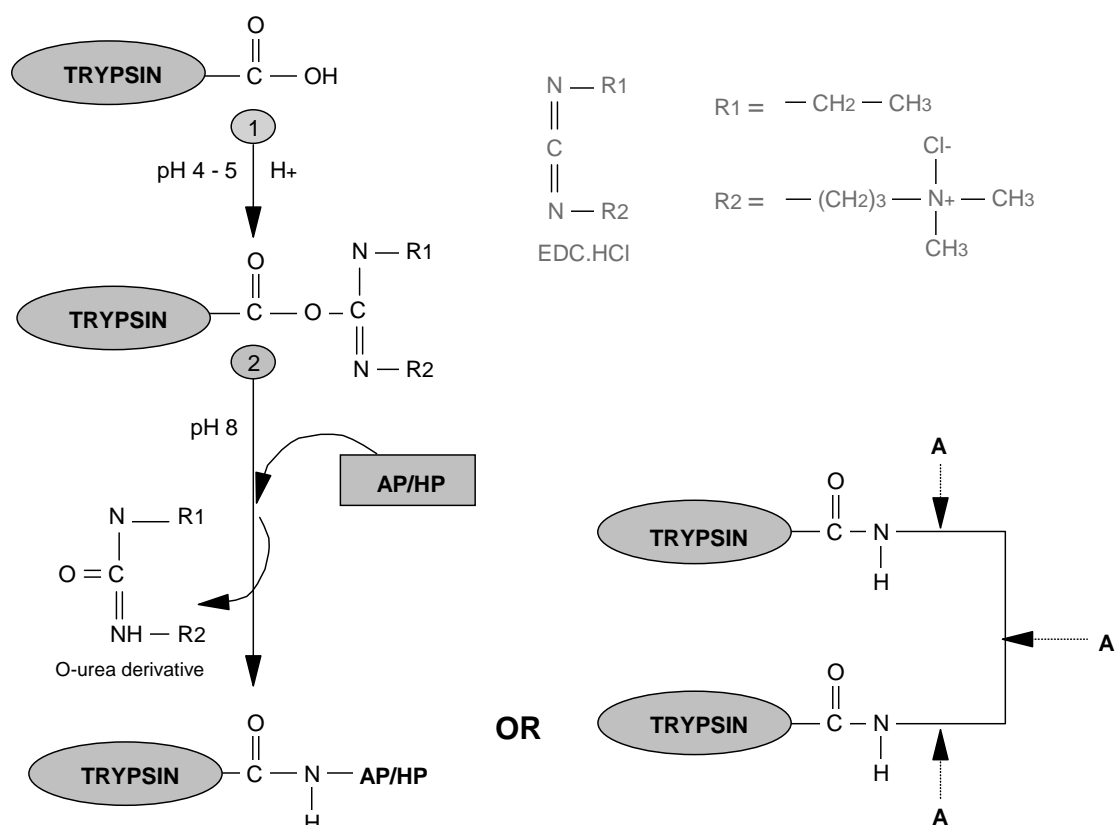 O
TRYPSIN C OH
1
pH 4 - 5 H+
O N R1
TRYPSIN C O C
N R2
2
pH 8
AP/HP
N R1
O C
NH R2
O-urea derivative
O
TRYPSIN C N AP/HP
H
N R1
C
N R2
EDC.HCl
R1 = CH2 CH3
Cl-
R2 = (CH2)3 N+ CH3
CH3
OR
A
O
TRYPSIN C N
H
A
O
TRYPSIN C N
H
A